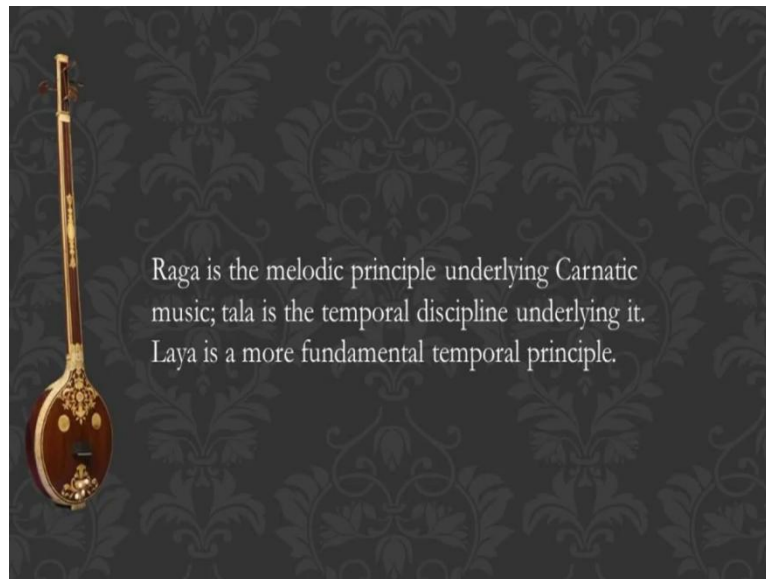 Raga is the melodic principle underlying Carnatic
music; tala is the temporal discipline underlying it.
Laya is a more fundamental temporal principle.